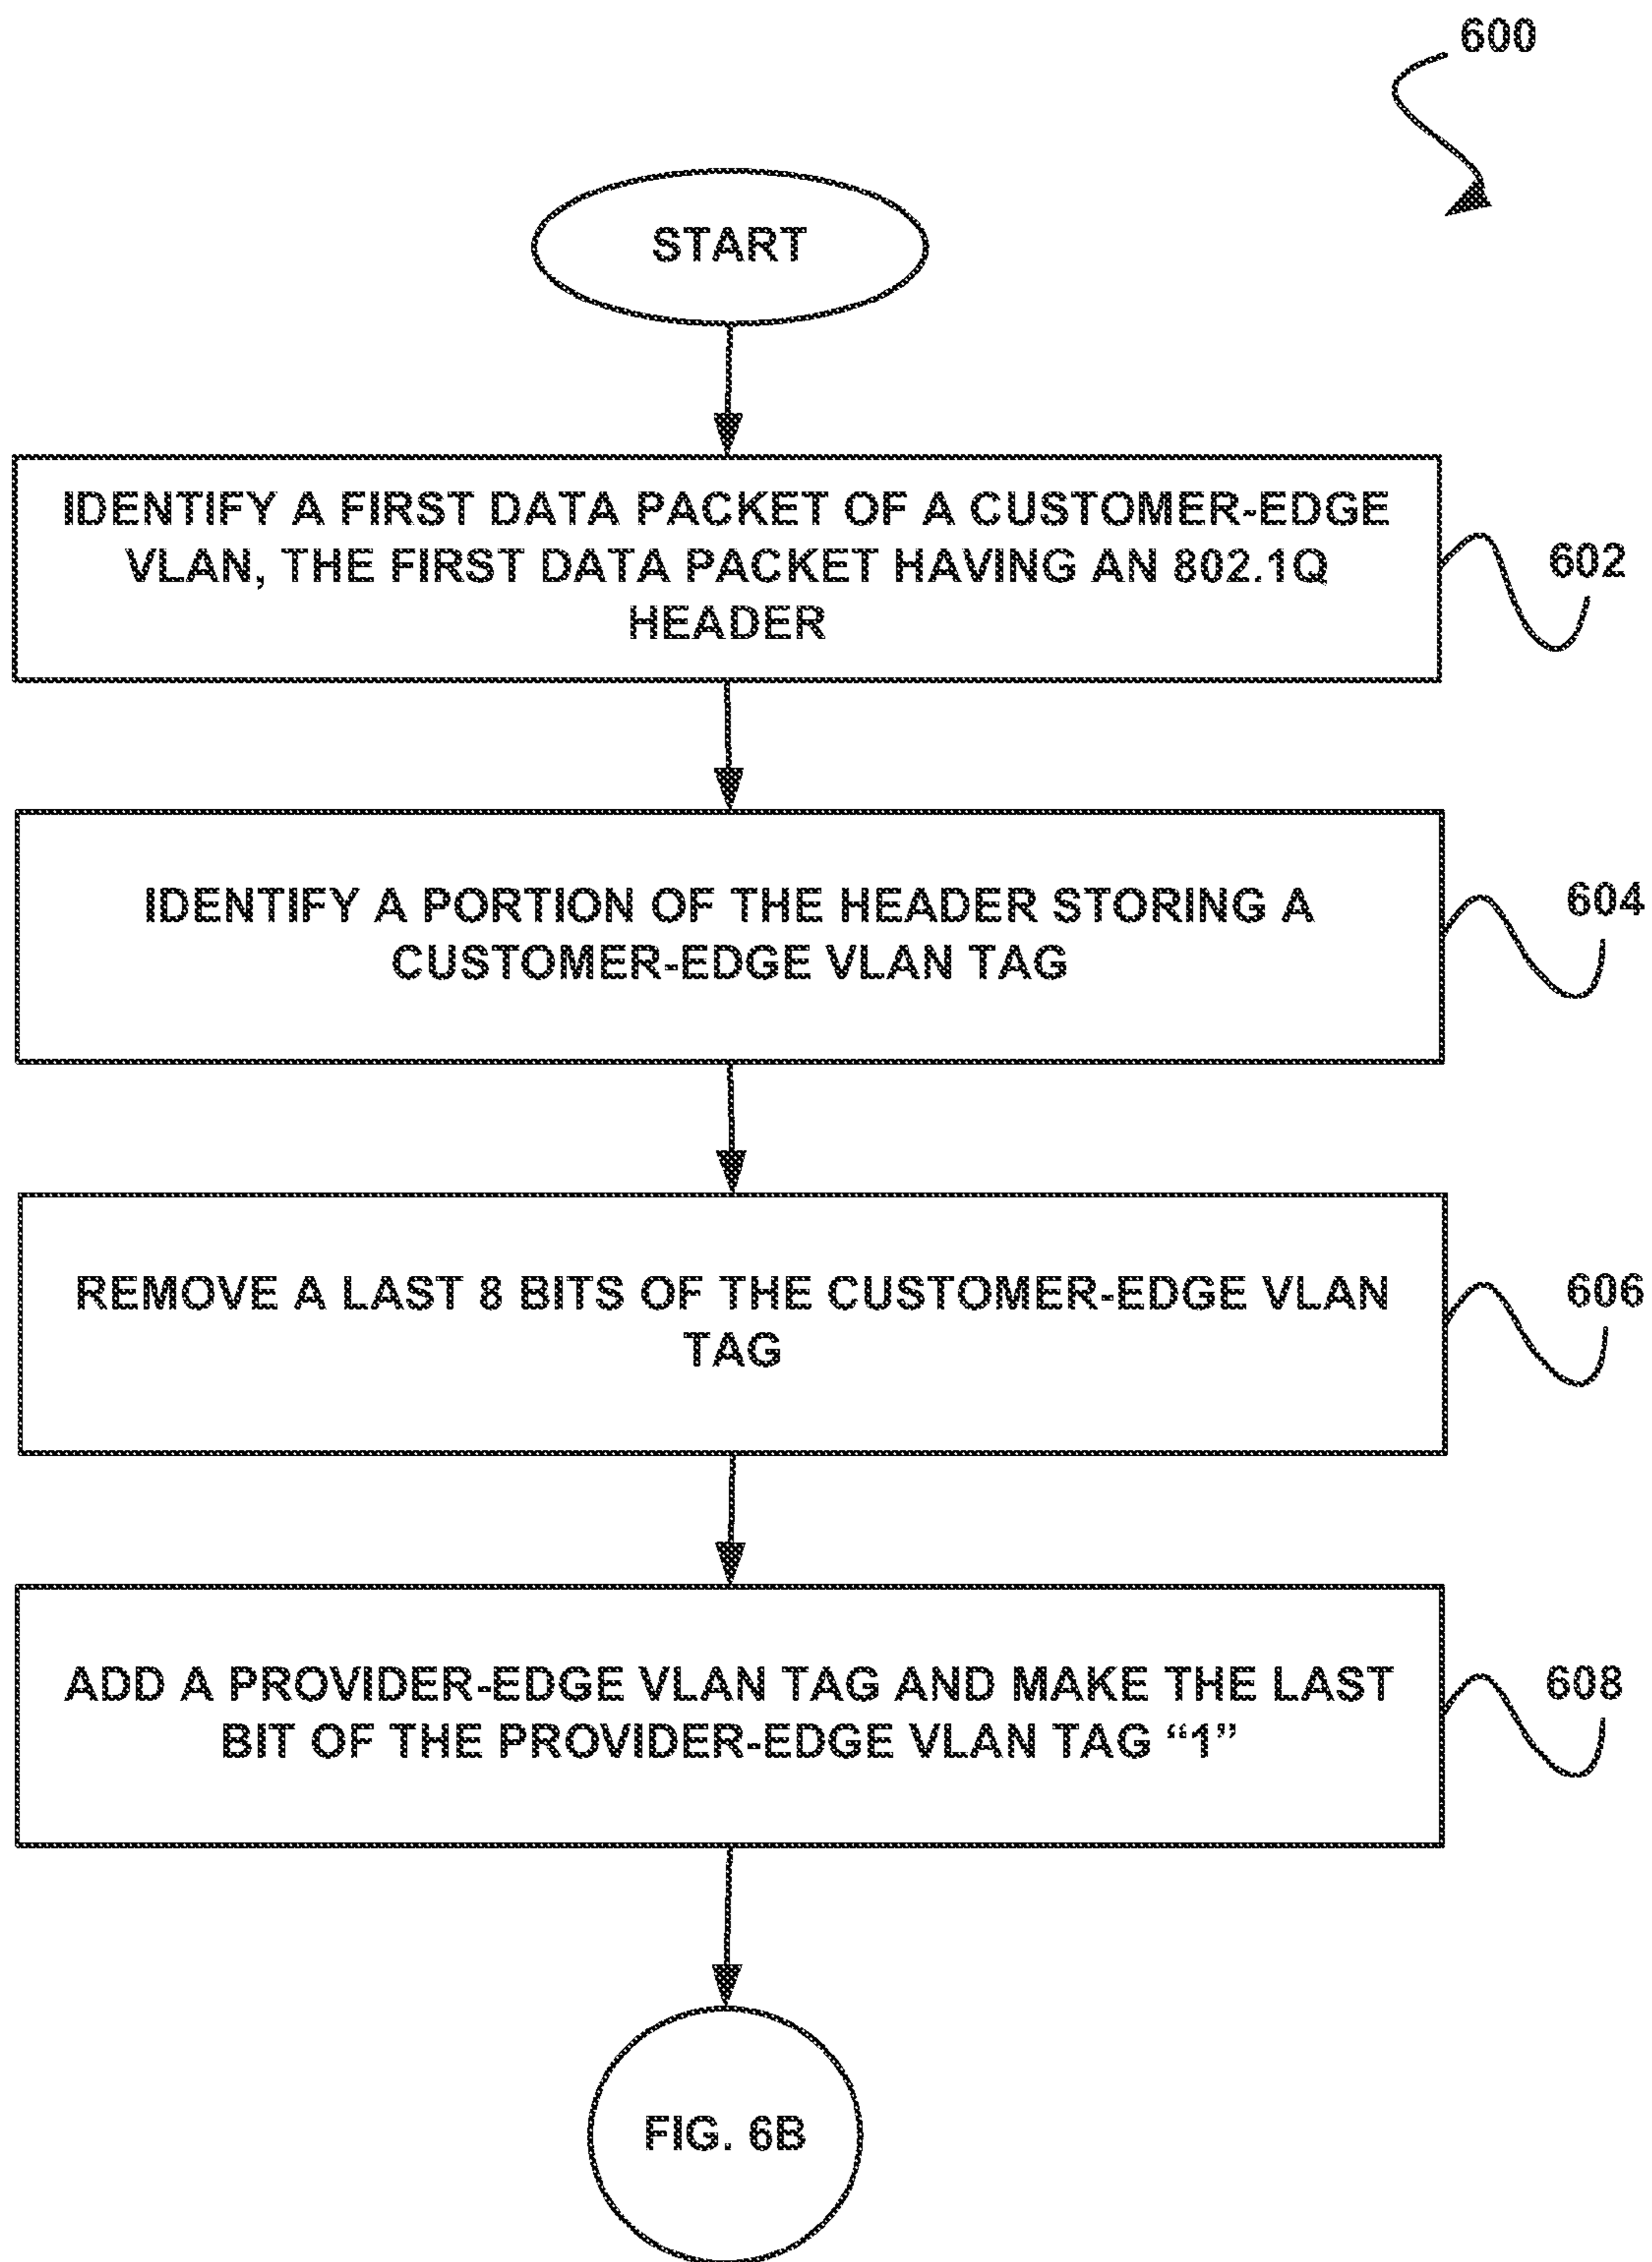 600
START
IDENTIFY A FIRST DATA PACKET OF A CUSTOMER-EDGE
VLAN, THE FIRST DATA PACKET HAVING AN 802.1Q
HEADER
602
IDENTIFY A PORTION OF THE HEADER STORING A
CUSTOMER-EDGE VLAN TAG
604
REMOVE A LAST 8 BITS OF THE CUSTOMER-EDGE VLAN
TAG
606
ADD A PROVIDER-EDGE VLAN TAG AND MAKE THE LAST
BIT OF THE PROVIDER-EDGE VLAN TAG “1”
608
FIG. 6B